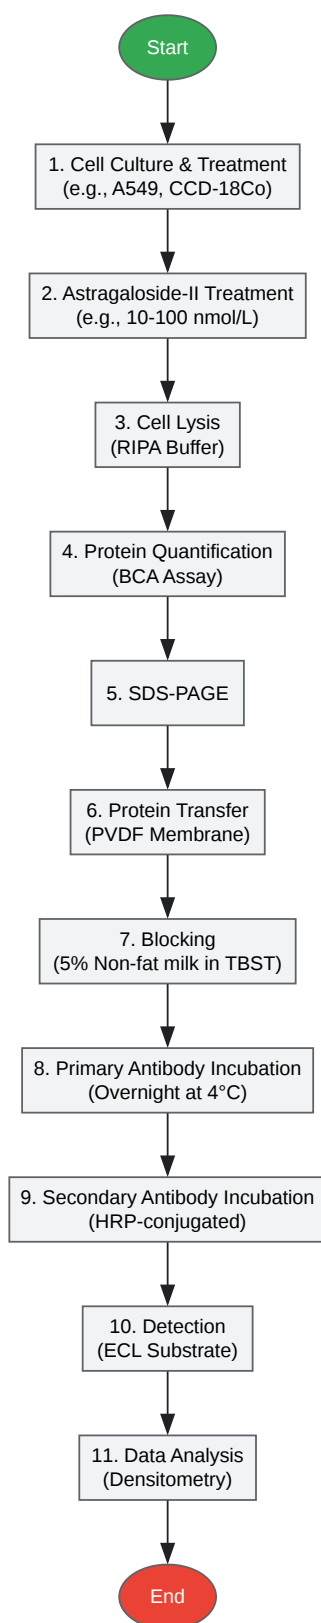 Start
1. Cell Culture & Treatment
(e.g., A549, CCD-18Co)
2. Astragaloside-II Treatment
(e.g., 10-100 nmol/L)
3. Cell Lysis
(RIPA Buffer)
4. Protein Quantification
(BCA Assay)
5. SDS-PAGE
6. Protein Transfer
(PVDF Membrane)
7. Blocking
(5% Non-fat milk in TBST)
8. Primary Antibody Incubation
(Overnight at 4°C)
9. Secondary Antibody Incubation
(HRP-conjugated)
10. Detection
(ECL Substrate)
11. Data Analysis
(Densitometry)
End